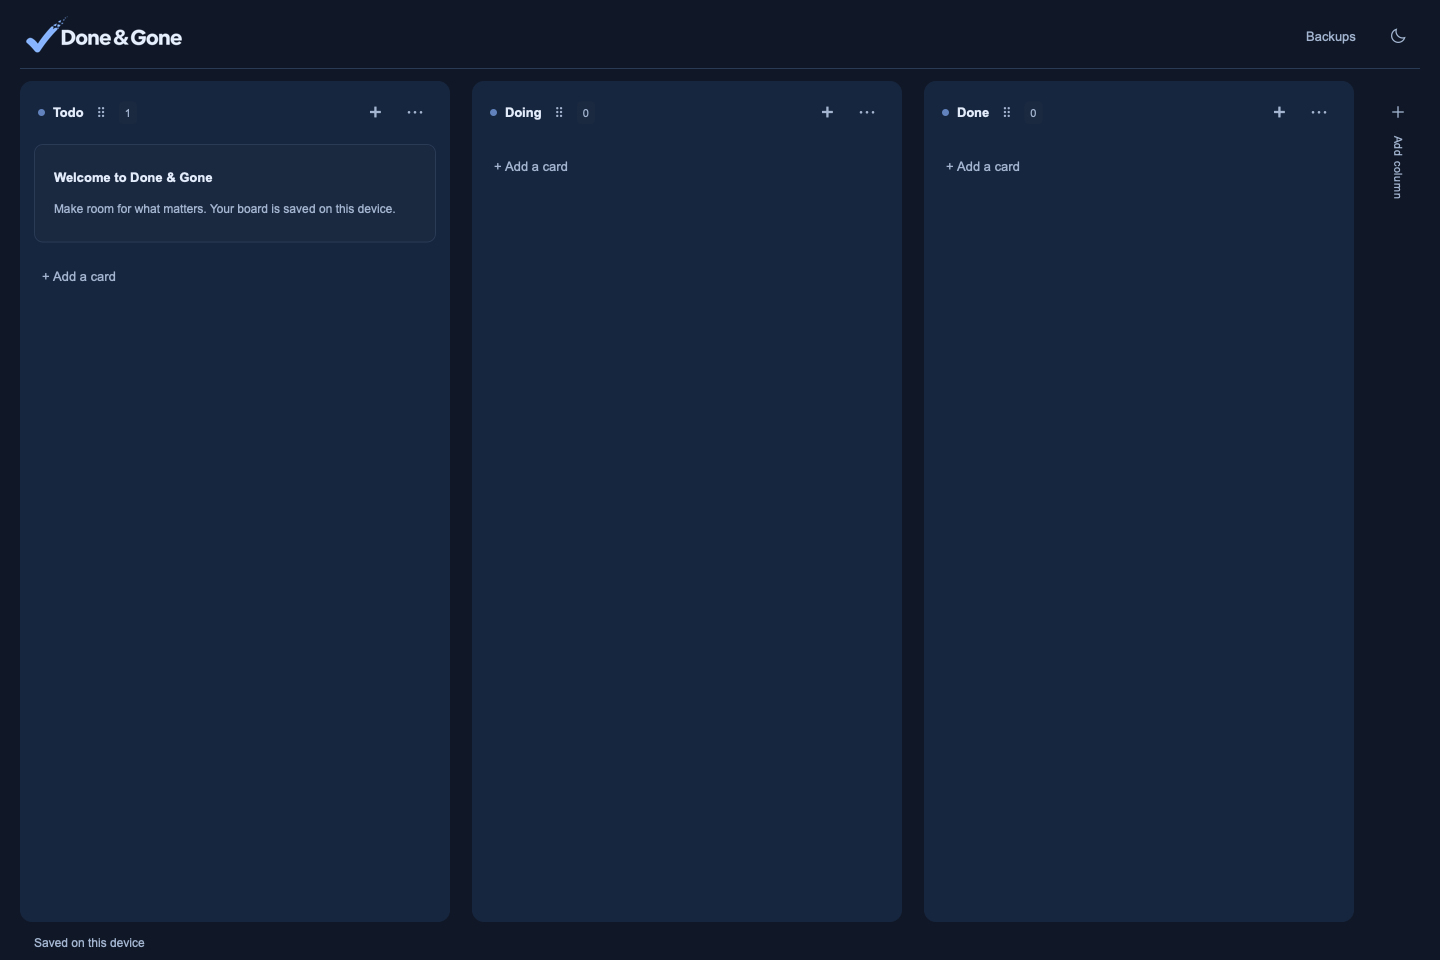 Done & Gone
Backups
Todo
1
Welcome to Done & Gone
Make room for what matters. Your board is saved on this device.
+ Add a card
Doing
0
+ Add a card
Done
0
+ Add a card
Add column
Saved on this device